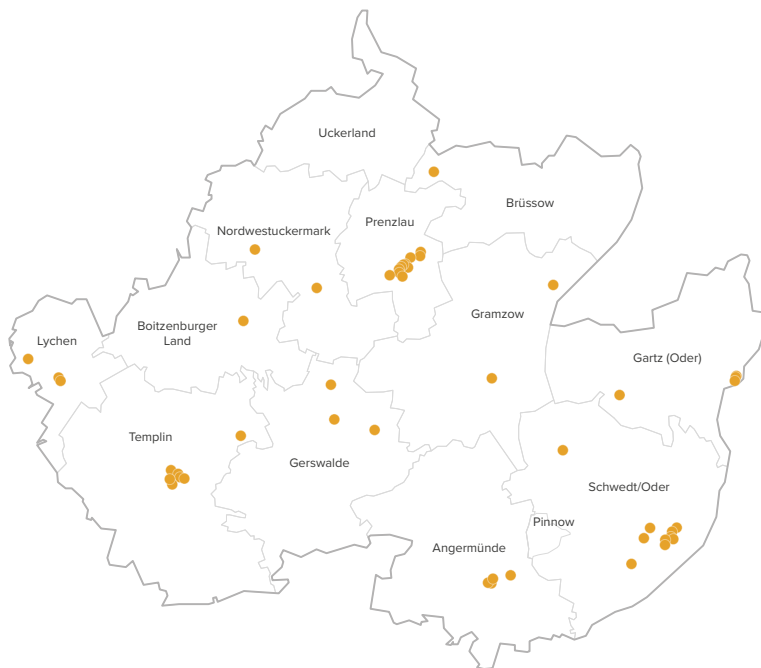 Uckerland
Brüssow
Prenzlau
Nordwestuckermark
Gramzow
Boitzenburger
Land
Lychen
Gartz (Oder)
Templin
Gerswalde
Schwedt/Oder
Pinnow
Angermünde